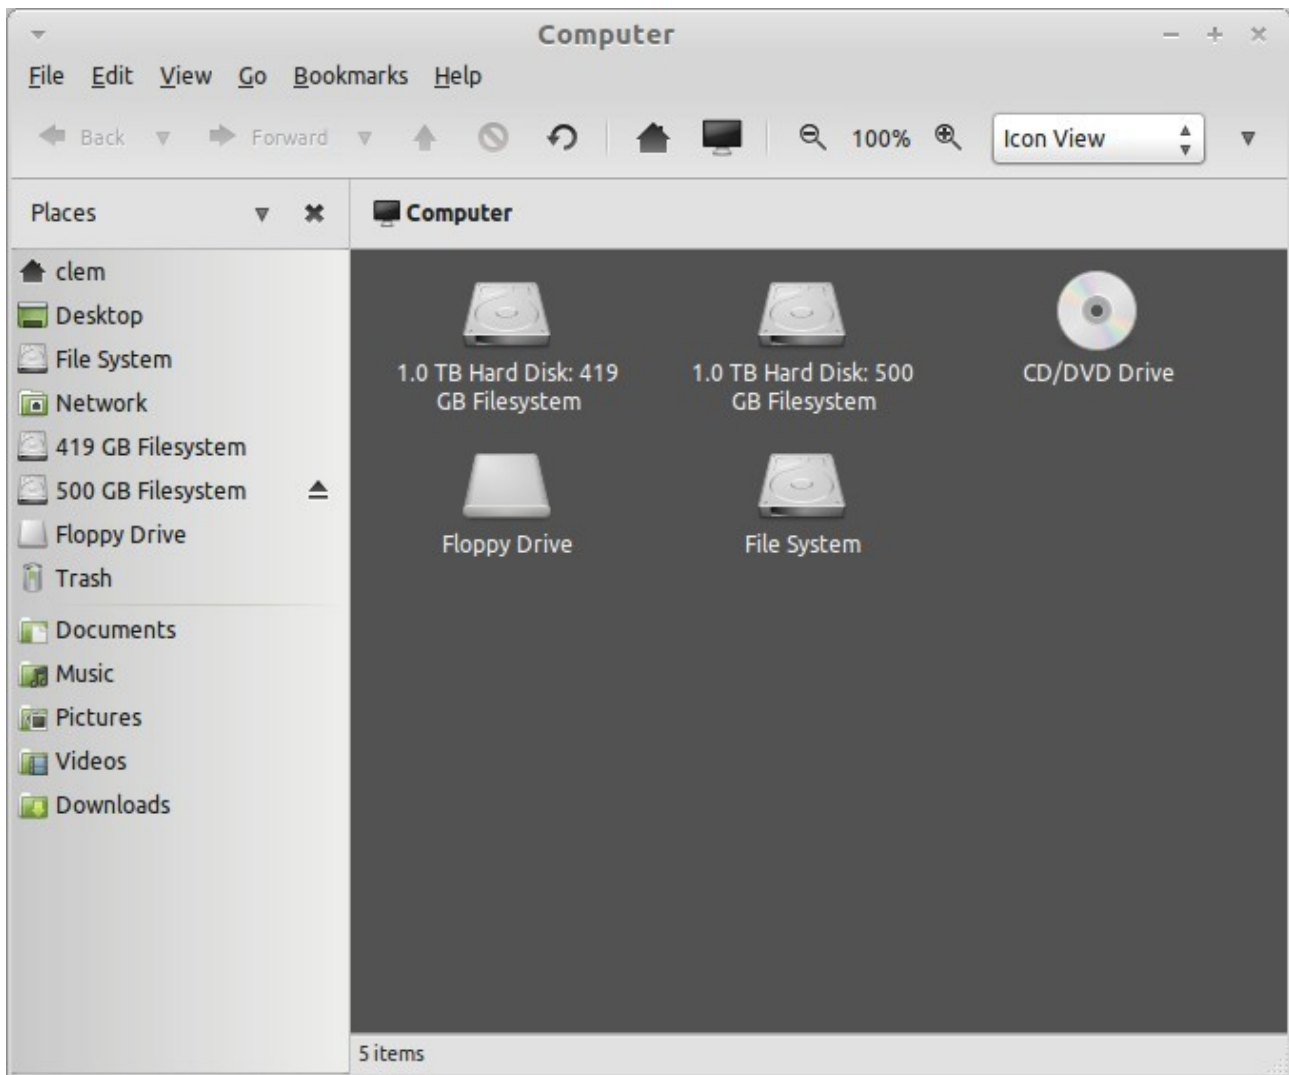 Computer
File Edit View Go Bookmarks Help
Back Forward 100% Icon View
Places
Computer
clem
Desktop
File System
Network
419 GB Filesystem
500 GB Filesystem
Floppy Drive
Trash
Documents
Music
Pictures
Videos
Downloads
1.0 TB Hard Disk: 419
GB Filesystem
1.0 TB Hard Disk: 500
GB Filesystem
CD/DVD Drive
Floppy Drive
File System
5 items